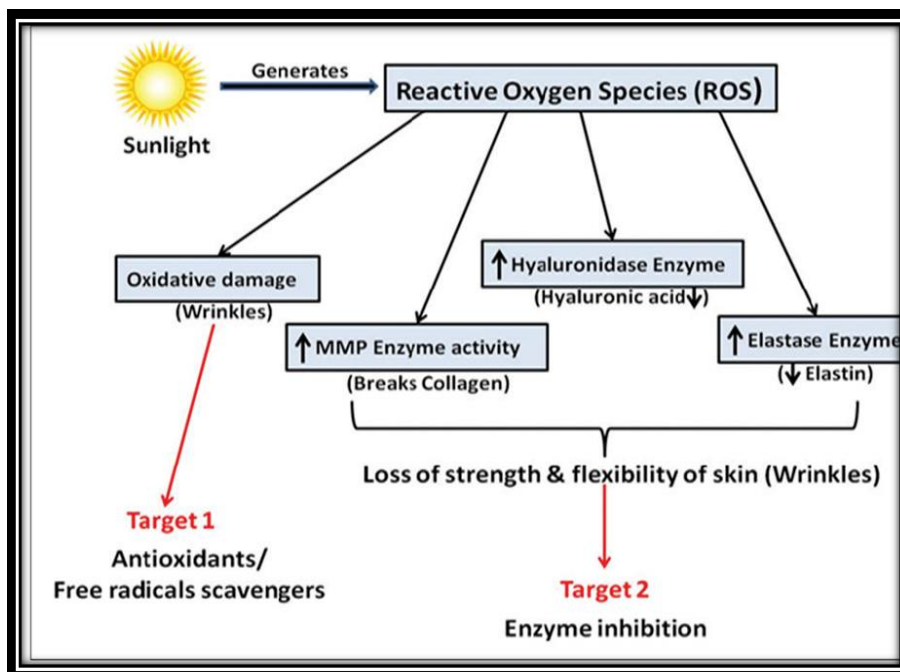 Generates
Reactive Oxygen Species (ROS)
Sunlight
Oxidative damage
(Wrinkles)
↑ Hyaluronidase Enzyme
(Hyaluronic acid↓)
↑ MMP Enzyme activity
(Breaks Collagen)
↑ Elastase Enzyme
(↓ Elastin)
Loss of strength & flexibility of skin (Wrinkles)
Target 1
Antioxidants/
Free radicals scavengers
Target 2
Enzyme inhibition